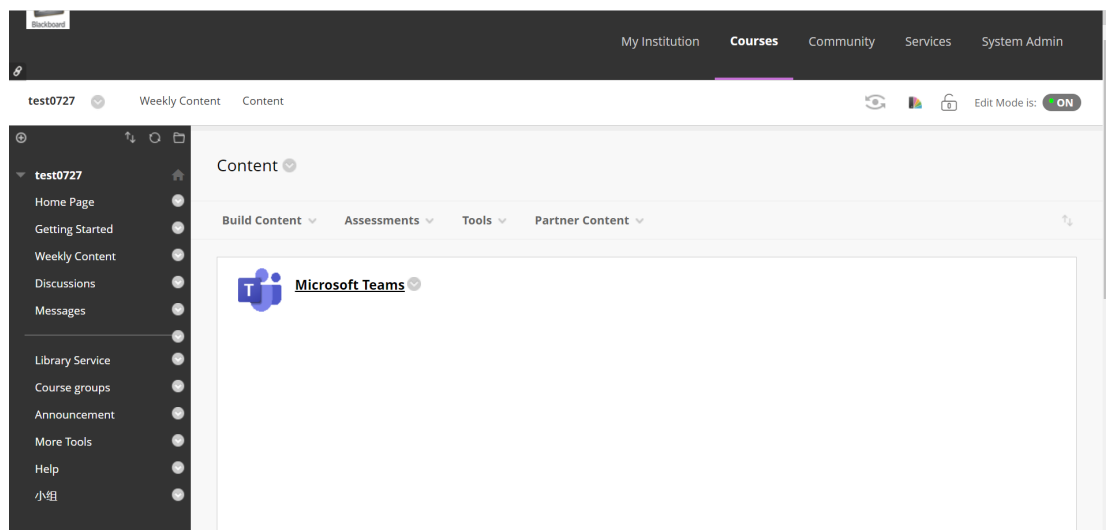 Blackboard
My Institution Courses Community Services System Admin
test0727 Weekly Content Content 0 Edit Mode is: ON
test0727
Home Page
Getting Started
Weekly Content
Discussions
Messages
Library Service
Course groups
Announcement
More Tools
Help
小组
Content
Build Content Assessments Tools Partner Content
T Microsoft Teams